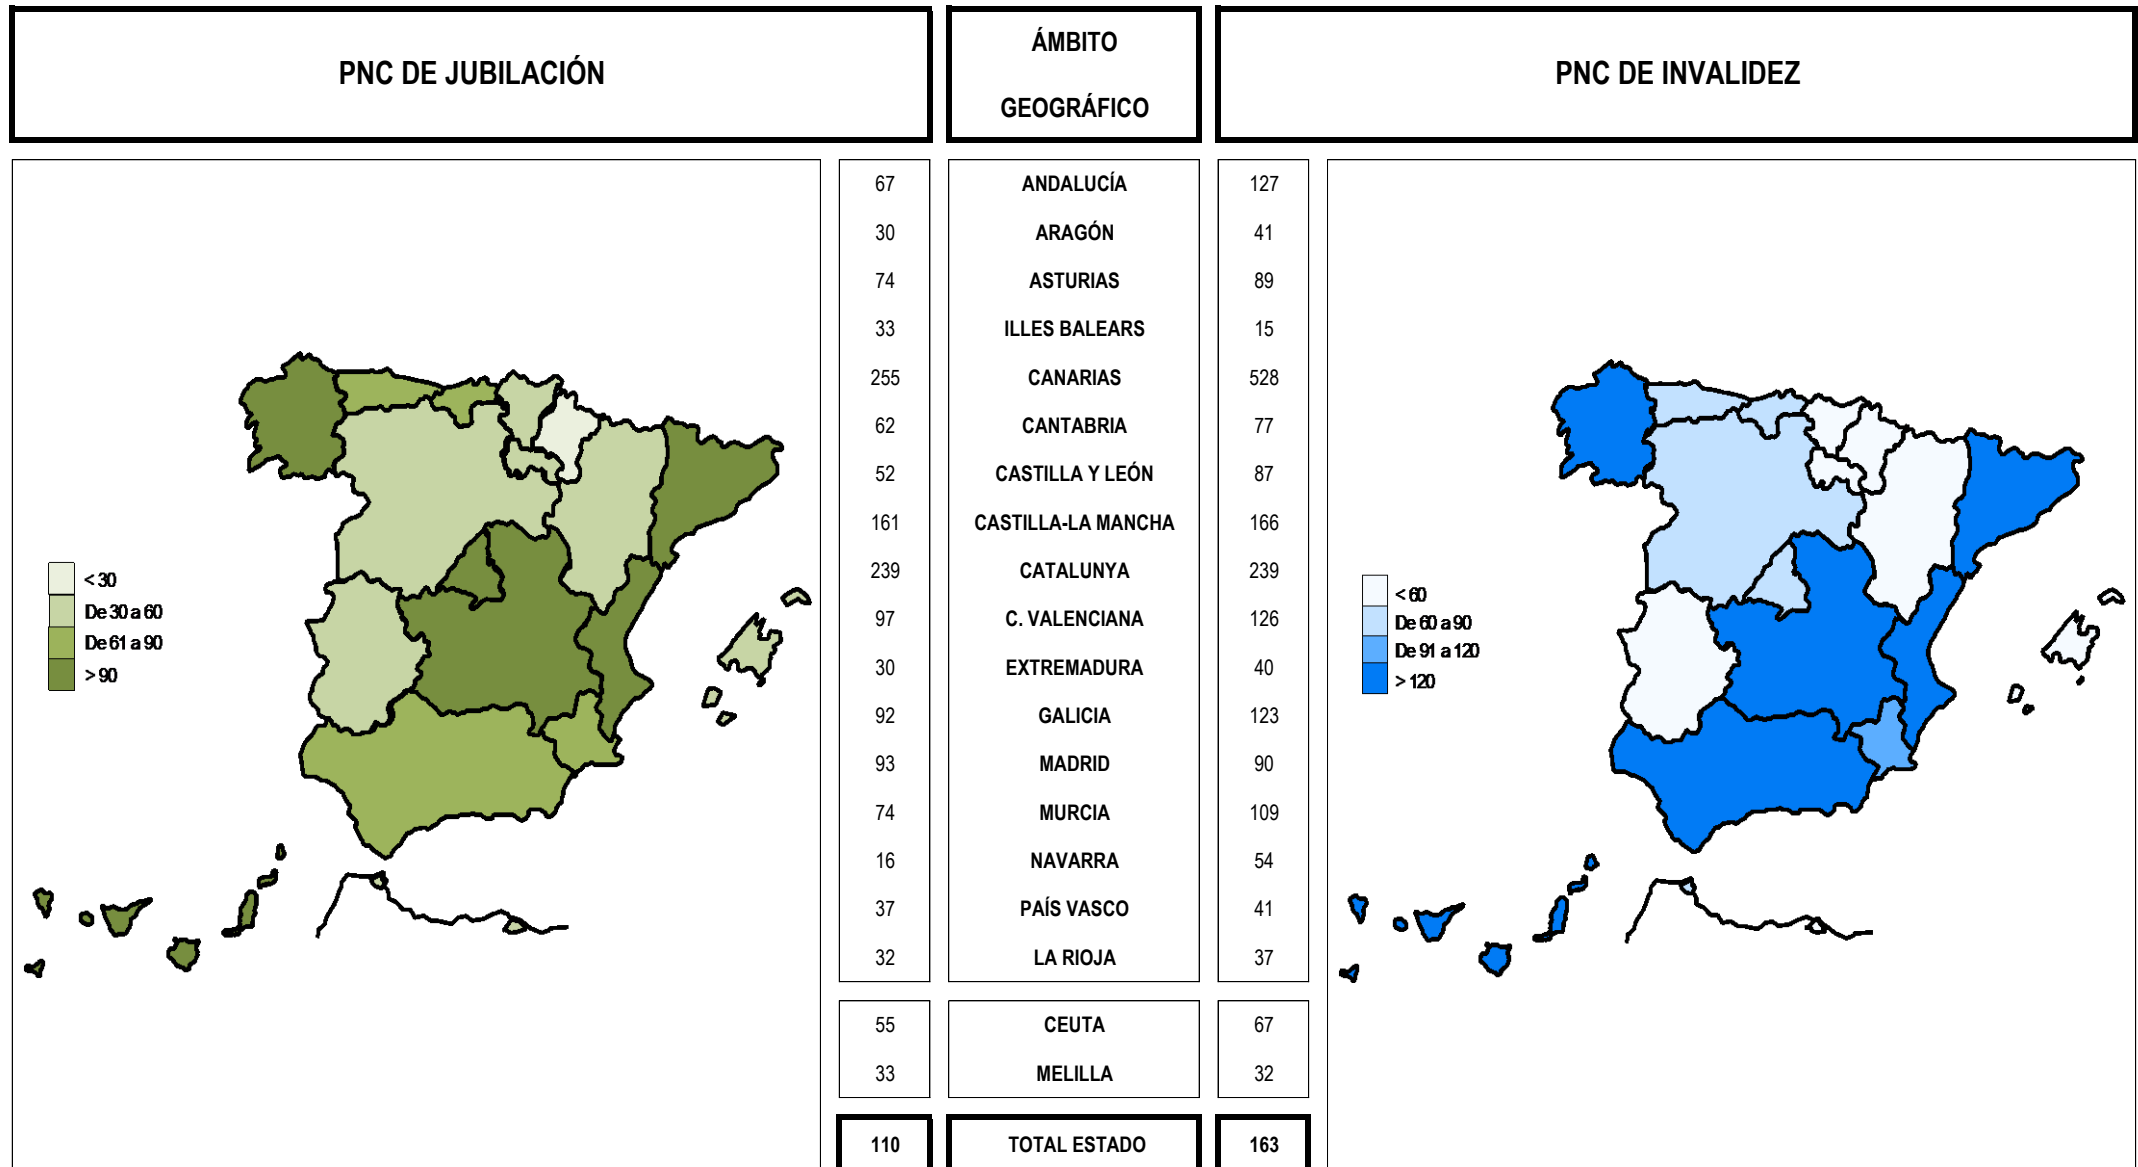 PNC DE JUBILACIÓN
ÁMBITO
GEOGRÁFICO
PNC DE INVALIDEZ
67 ANDALUCÍA 127
30 ARAGÓN 41
74 ASTURIAS 89
33 ILLES BALEARS 15
255 CANARIAS 528
62 CANTABRIA 77
52 CASTILLA Y LEÓN 87
161 CASTILLA-LA MANCHA 166
239 CATALUNYA 239
97 C. VALENCIANA 126
30 EXTREMADURA 40
92 GALICIA 123
93 MADRID 90
74 MURCIA 109
16 NAVARRA 54
37 PAÍS VASCO 41
32 LA RIOJA 37
55 CEUTA 67
33 MELILLA 32
110 TOTAL ESTADO 163
< 30
De 30 a 60
De 61 a 90
> 90
< 60
De 60 a 90
De 91 a 120
> 120